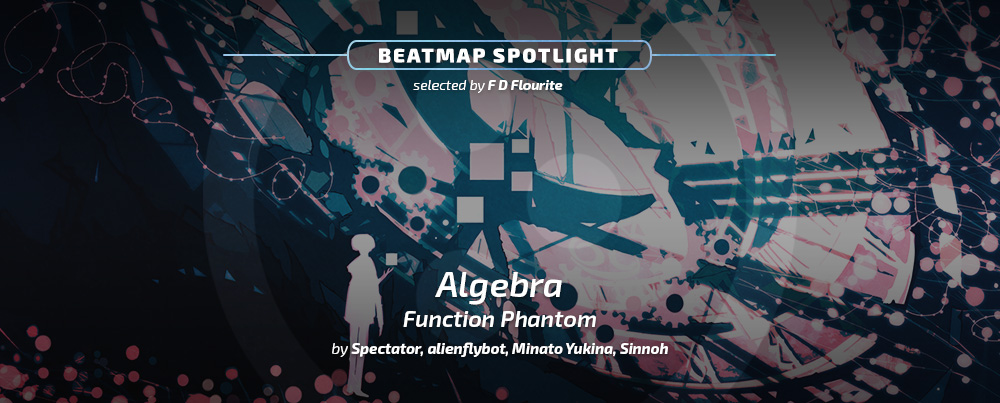 BEATMAP SPOTLIGHT
selected by F D Flourite
Algebra
Function Phantom
by Spectator, alienflybot, Minato Yukina, Sinnoh